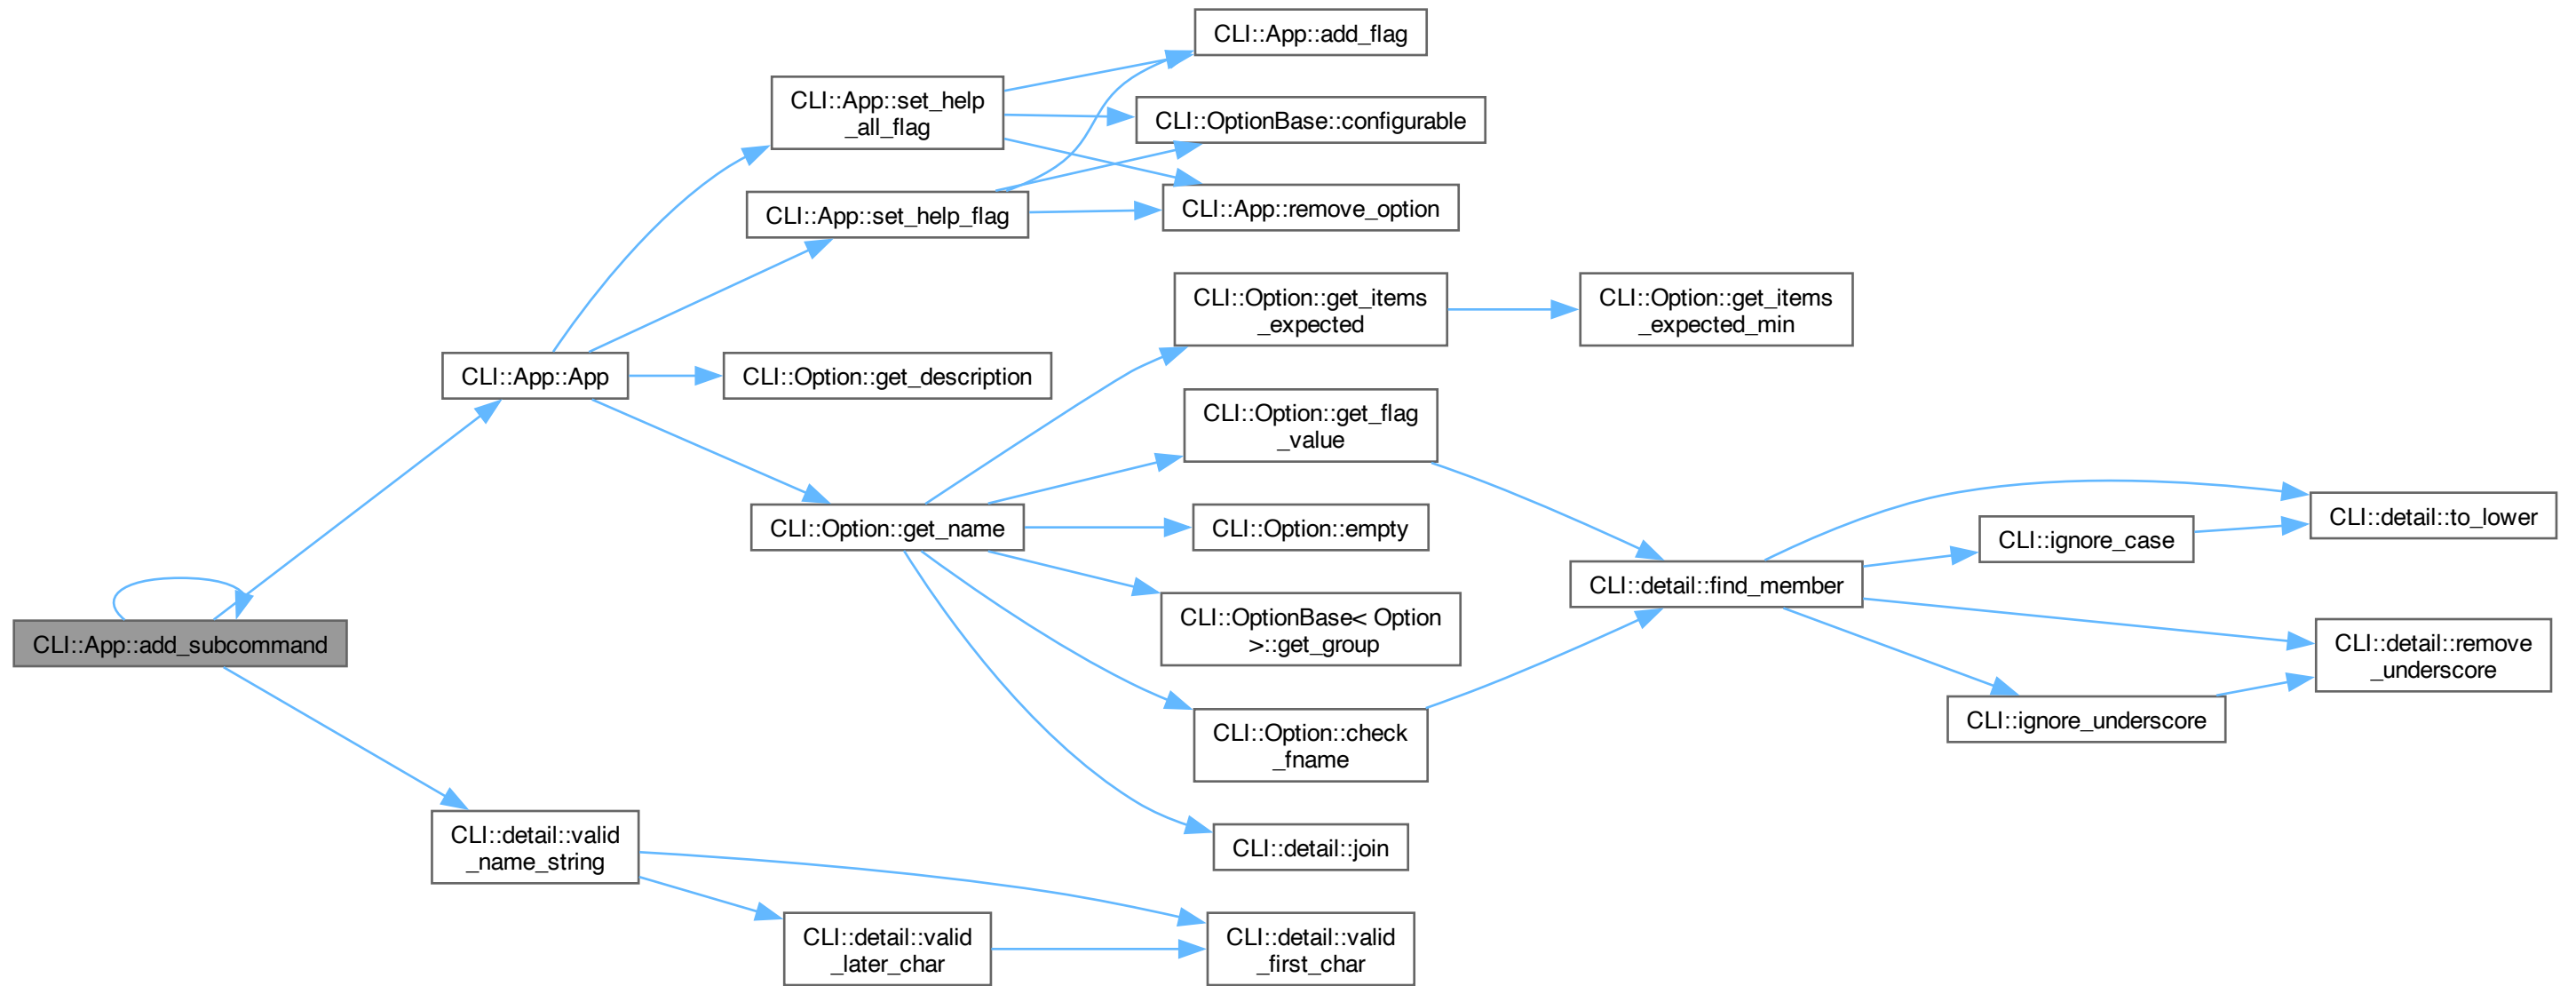 CLI::App::add_subcommand
CLI::App::App
CLI::App::set_help
_all_flag
CLI::App::add_flag
CLI::OptionBase::configurable
CLI::App::remove_option
CLI::App::set_help_flag
CLI::Option::get_description
CLI::Option::get_name
CLI::Option::get_items
_expected
CLI::Option::get_items
_expected_min
CLI::Option::get_flag
_value
CLI::detail::find_member
CLI::detail::to_lower
CLI::ignore_case
CLI::detail::remove
_underscore
CLI::ignore_underscore
CLI::Option::empty
CLI::OptionBase< Option
>::get_group
CLI::Option::check
_fname
CLI::detail::join
CLI::detail::valid
_name_string
CLI::detail::valid
_later_char
CLI::detail::valid
_first_char